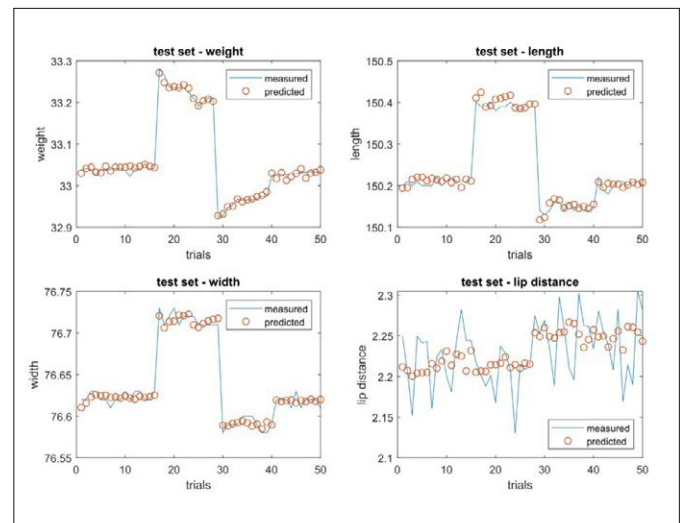 test set - weight
33.3
33.2
33.1
33
32.9
weight
0
10
20
30
40
50
trials
measured
predicted
test set - length
150.5
150.4
150.3
150.2
150.1
length
0
10
20
30
40
50
trials
measured
predicted
test set - width
76.75
76.7
76.65
76.6
76.55
width
0
10
20
30
40
50
trials
measured
predicted
test set - lip distance
2.3
2.25
2.2
2.15
2.1
lip distance
0
10
20
30
40
50
trials
measured
predicted